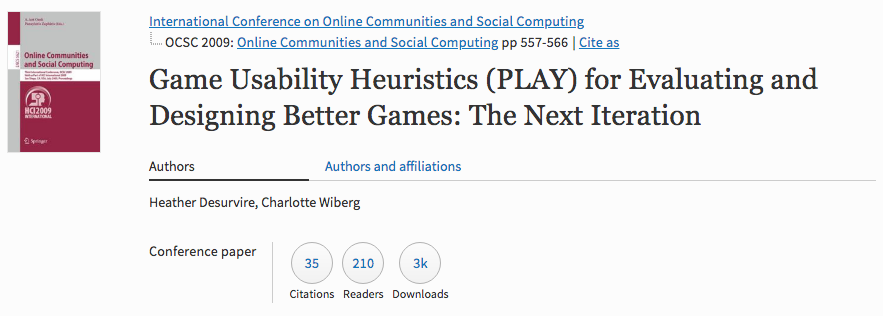 International Conference on Online Communities and Social Computing
OCSC 2009: Online Communities and Social Computing pp 557-566 | Cite as
Game Usability Heuristics (PLAY) for Evaluating and
Designing Better Games: The Next Iteration
Authors
Authors and affiliations
Heather Desurvire, Charlotte Wiberg
Conference paper
35
210
3k
Citations
Readers
Downloads
Online Communities
and Social Computing
HCI2009
INTERNATIONAL
Springer